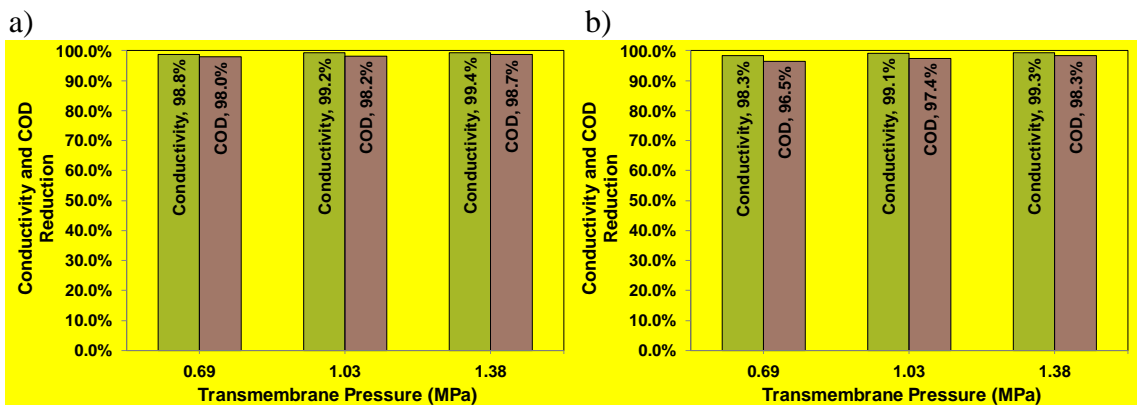 a)
100.0%
90.0%
80.0%
70.0%
60.0%
50.0%
40.0%
30.0%
20.0%
10.0%
0.0%
Conductivity and COD
Reduction
Conductivity, 98.8%
COD, 98.0%
Conductivity, 99.2%
COD, 98.2%
Conductivity, 99.4%
COD, 98.7%
0.69
1.03
1.38
Transmembrane Pressure (MPa)
b)
100.0%
90.0%
80.0%
70.0%
60.0%
50.0%
40.0%
30.0%
20.0%
10.0%
0.0%
Conductivity and COD
Reduction
Conductivity, 98.3%
COD, 96.5%
Conductivity, 99.1%
COD, 97.4%
Conductivity, 99.3%
COD, 98.3%
0.69
1.03
1.38
Transmembrane Pressure (MPa)